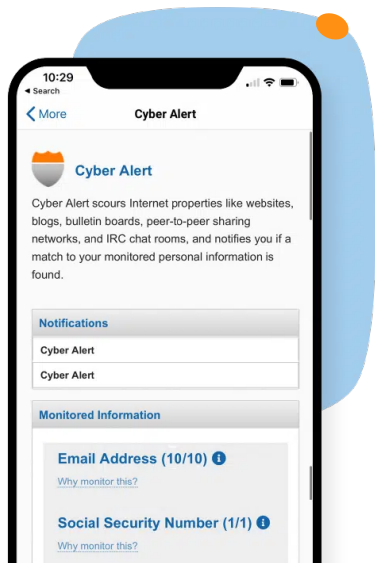 10:29
Search
More
Cyber Alert
Cyber Alert
Cyber Alert scours Internet properties like websites,
blogs, bulletin boards, peer-to-peer sharing
networks, and IRC chat rooms, and notifies you if a
match to your monitored personal information is
found.
Notifications
Cyber Alert
Cyber Alert
Monitored Information
Email Address (10/10)
Why monitor this?
Social Security Number (1/1)
Why monitor this?